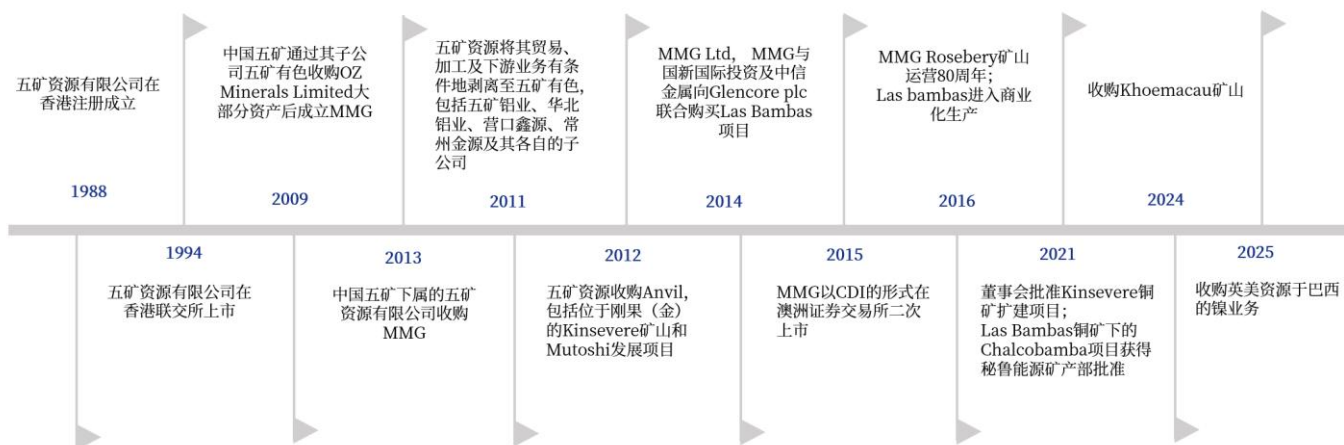 五矿资源有限公司在
香港注册成立
1988
1994
五矿资源有限公司在
香港联交所上市
中国五矿通过其子公
司五矿有色收购OZ
Minerals Limited大
部分资产后成立MMG
2009
2013
中国五矿下属的五矿
资源有限公司收购
MMG
五矿资源将其贸易、
加工及下游业务有条
件地剥离至五矿有色,
包括五矿铝业、华北
铝业、营口鑫源、常
州金源及其各自的子
公司
2011
2012
五矿资源收购Anvil,
包括位于刚果（金）
的Kinsevere矿山和
Mutoshi发展项目
MMG Ltd, MMG与
国新国际投资及中信
金属向Glencore plc
联合购买Las Bambas
项目
2014
2015
MMG以CDI的形式在
澳洲证券交易所二次
上市
MMG Rosebery矿山
运营80周年；
Las bambas进入商业
化生产
2016
2021
董事会批准Kinsevere铜
矿扩建项目；
Las Bambas铜矿下的
Chalcobamba项目获得
秘鲁能源矿产部批准
收购Khoemacau矿山
2024
2025
收购英美资源于巴西
的镍业务